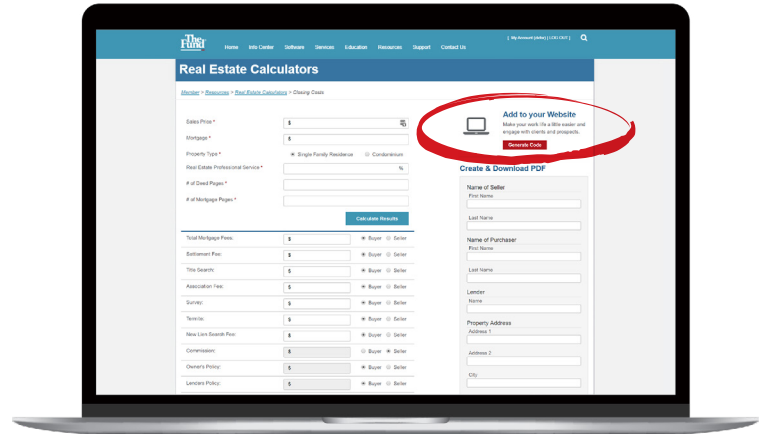 The
Fund
Home Info Center Software Services Education Resources Support Contact Us
[ My Account (debo) | LOG OUT ]
Real Estate Calculators
Member > Resources > Real Estate Calculators > Closing Costs
Sales Price * $
Mortgage * $
Property Type * Single Family Residence Condominium
Real Estate Professional Service * %
# of Deed Pages *
# of Mortgage Pages *
Calculate Results
Total Mortgage Fees: $ Buyer Seller
Settlement Fee: $ Buyer Seller
Title Search: $ Buyer Seller
Association Fee: $ Buyer Seller
Survey: $ Buyer Seller
Termite: $ Buyer Seller
New Lien Search Fee: $ Buyer Seller
Commission: $ Buyer Seller
Owner's Policy: $ Buyer Seller
Lenders Policy: $ Buyer Seller
Add to your Website
Make your work life a little easier and
engage with clients and prospects.
Generate Code
Create & Download PDF
Name of Seller
First Name
Last Name
Name of Purchaser
First Name
Last Name
Lender
Name
Property Address
Address 1
Address 2
City